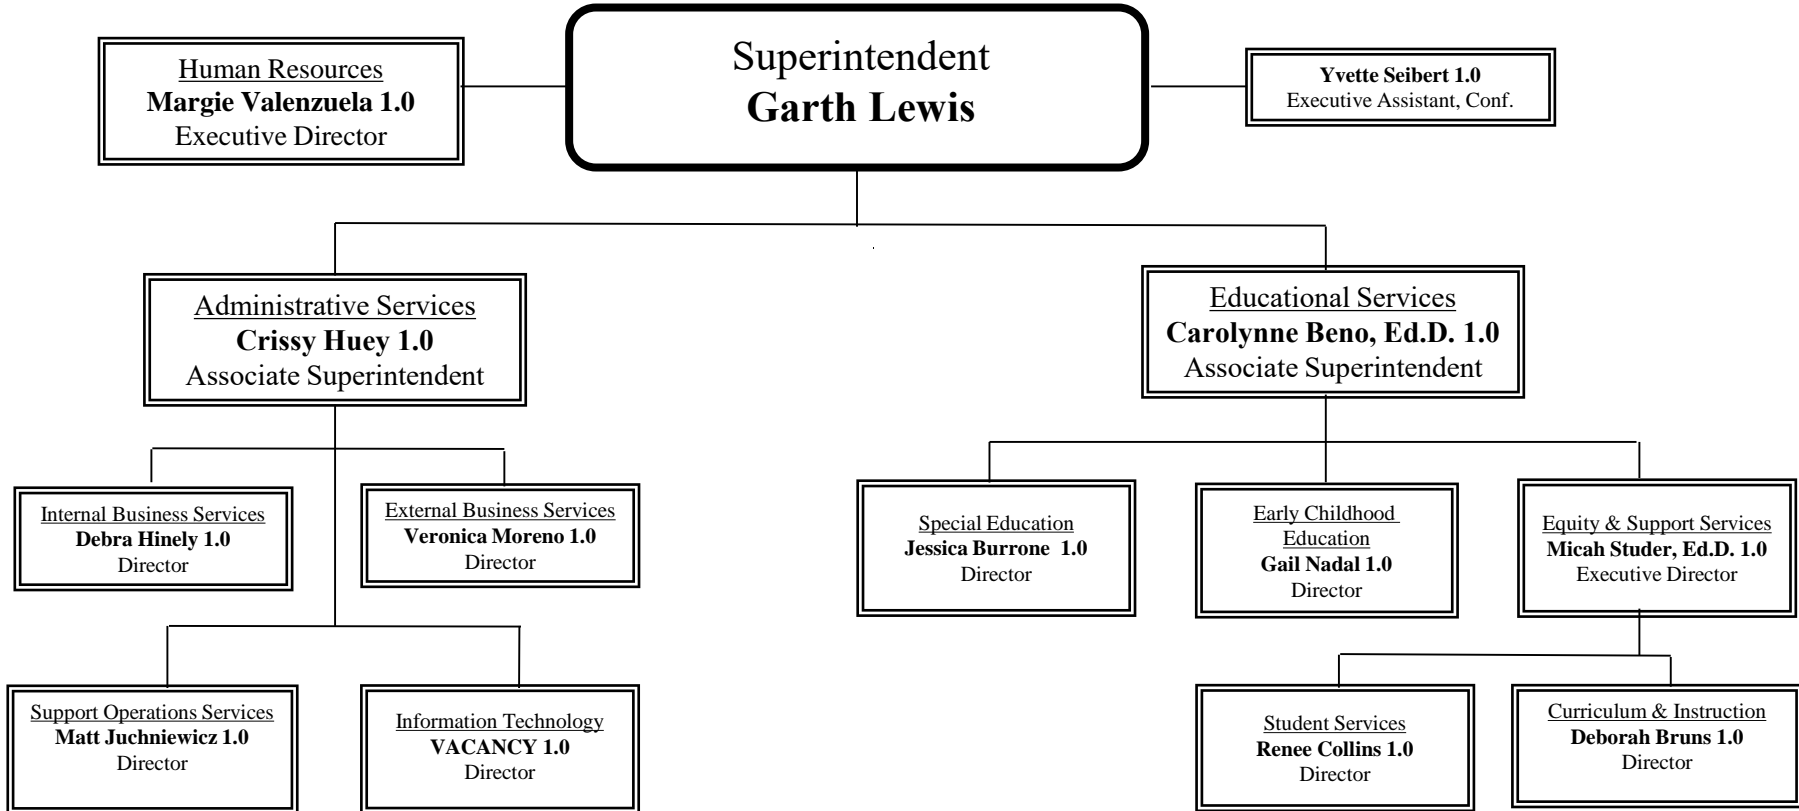 Human Resources
Margie Valenzuela 1.0
Executive Director
Superintendent
Garth Lewis
Yvette Seibert 1.0
Executive Assistant, Conf.
Administrative Services
Crissy Huey 1.0
Associate Superintendent
Educational Services
Carolynne Beno, Ed.D. 1.0
Associate Superintendent
Internal Business Services
Debra Hinely 1.0
Director
External Business Services
Veronica Moreno 1.0
Director
Special Education
Jessica Burrone 1.0
Director
Early Childhood
Education
Gail Nadal 1.0
Director
Equity & Support Services
Micah Studer, Ed.D. 1.0
Executive Director
Support Operations Services
Matt Juchniewicz 1.0
Director
Information Technology
VACANCY 1.0
Director
Student Services
Renee Collins 1.0
Director
Curriculum & Instruction
Deborah Bruns 1.0
Director